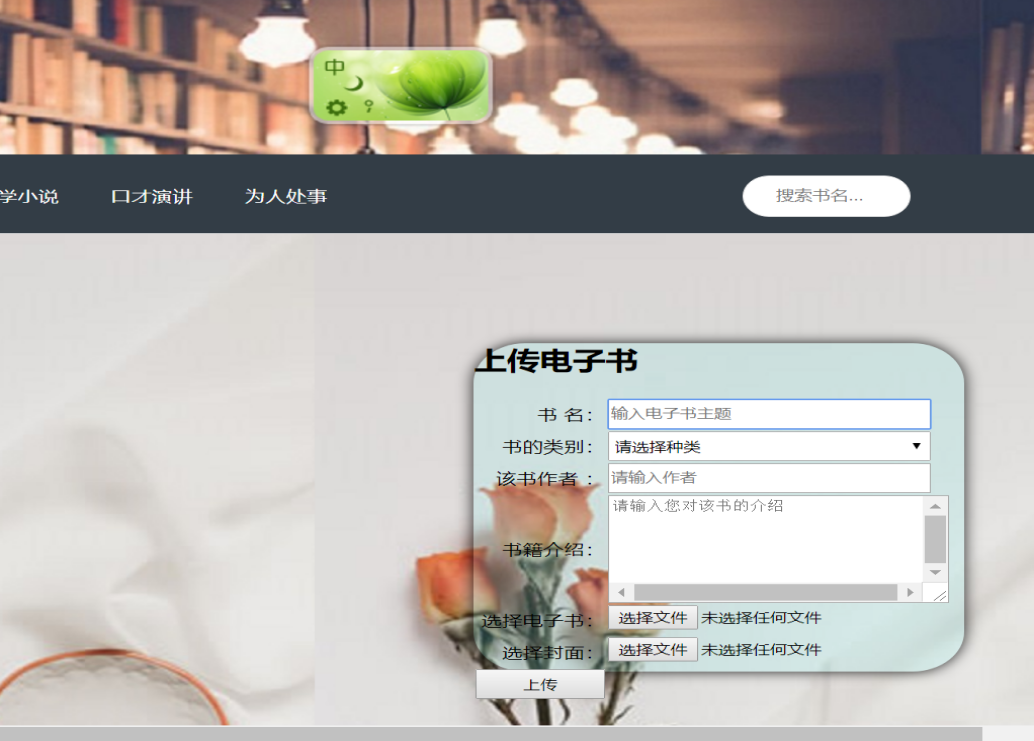 中
?
学小说 口才演讲 为人处事 搜索书名...
上传电子书
书 名: 输入电子书主题
书的类别: 请选择种类
该书作者 : 请输入作者
书籍介绍: 请输入您对该书的介绍
选择电子书: 选择文件 未选择任何文件
选择封面: 选择文件 未选择任何文件
上传